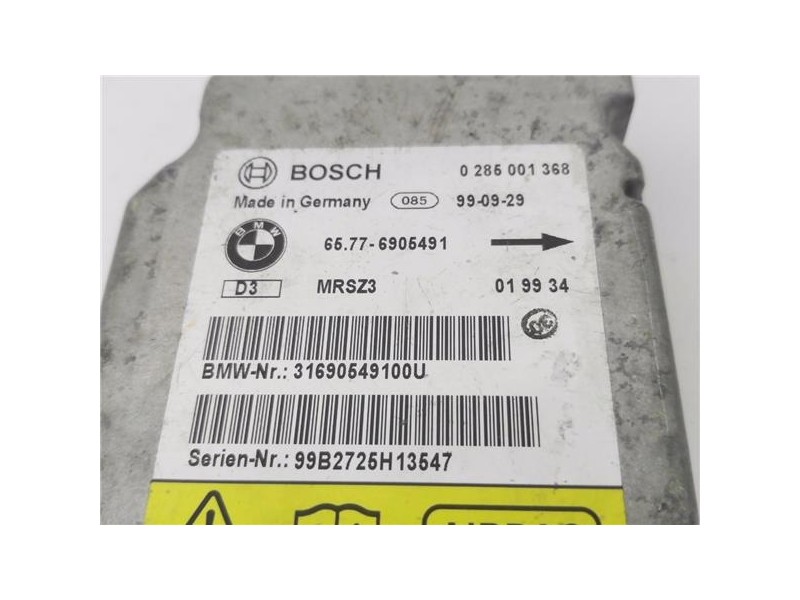 BOSCH 0 285 001 368
Made in Germany 085 99-09-29
BMW
65.77-6905491
D3 MRSZ3 01 99 34
BMW-Nr.: 31690549100U
Serien-Nr.: 99B2725H13547